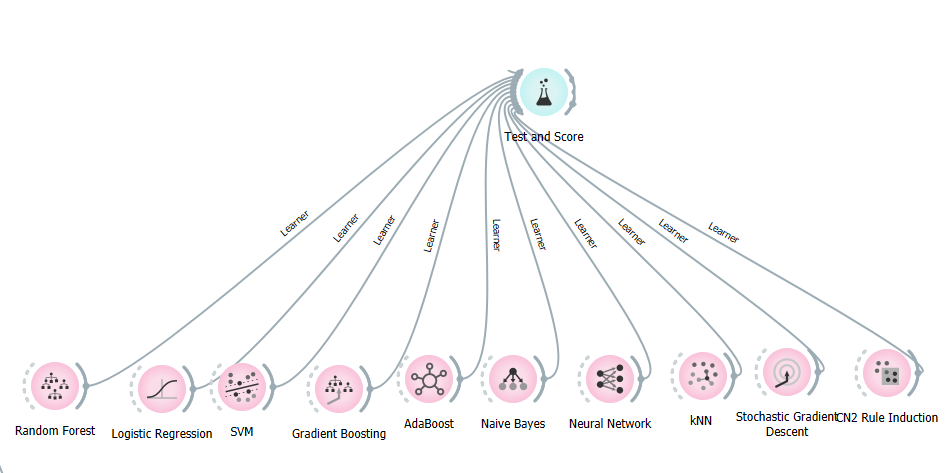 Test and Score
Learner
Learner
Learner
Learner
Learner
Learner
Learner
Learner
Learner
Learner
Random Forest
Logistic Regression
SVM
Gradient Boosting
AdaBoost
Naive Bayes
Neural Network
kNN
Stochastic Gradient
Descent
CN2 Rule Induction